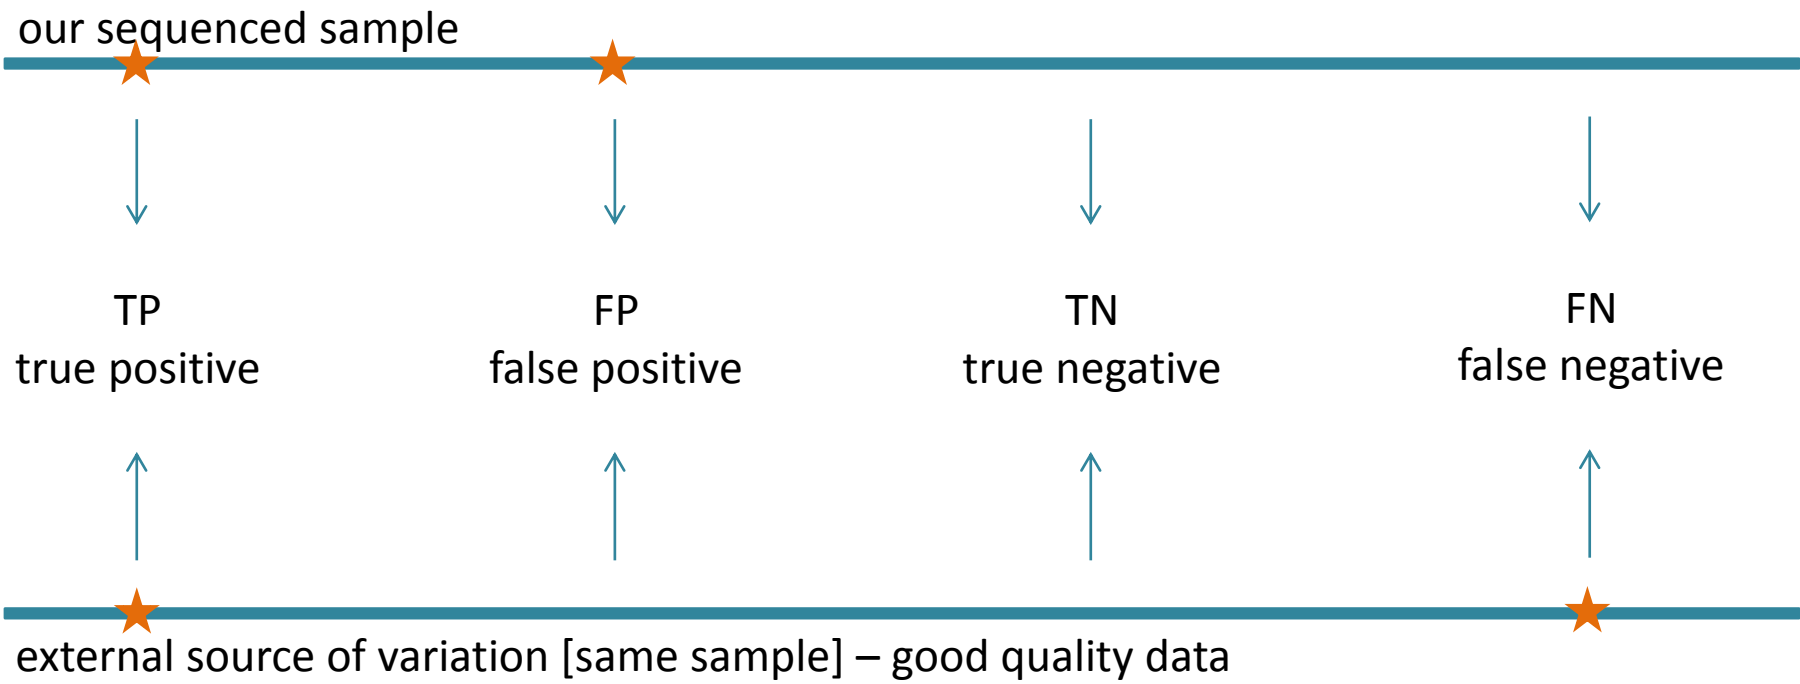 our sequenced sample
TP
true positive
FP
false positive
TN
true negative
FN
false negative
external source of variation [same sample] – good quality data